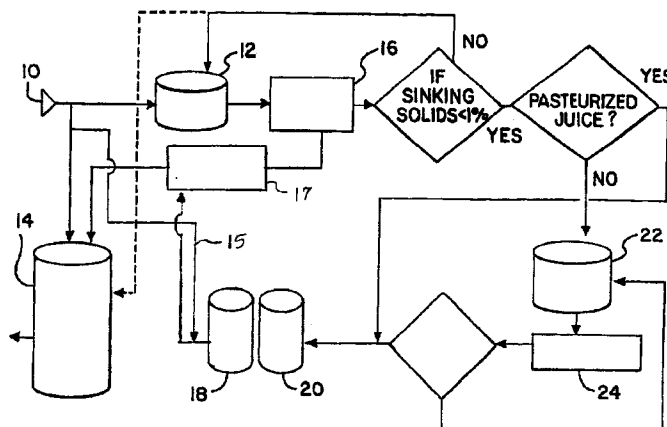 NO
10
12
16
IF
SINKING
SOLIDS<1%
YES
PASTEURIZED
JUICE?
YES
NO
17
14
15
22
18
20
24